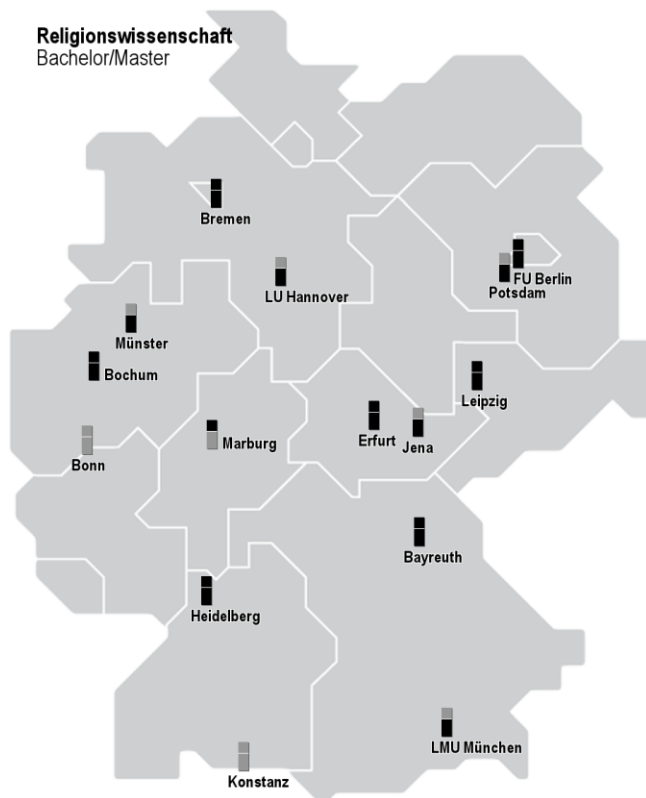 Religionswissenschaft
Bachelor/Master
Bremen
LU Hannover
FU Berlin
Potsdam
Münster
Bochum
Leipzig
Erfurt
Jena
Marburg
Bonn
Bayreuth
Heidelberg
LMU München
Konstanz